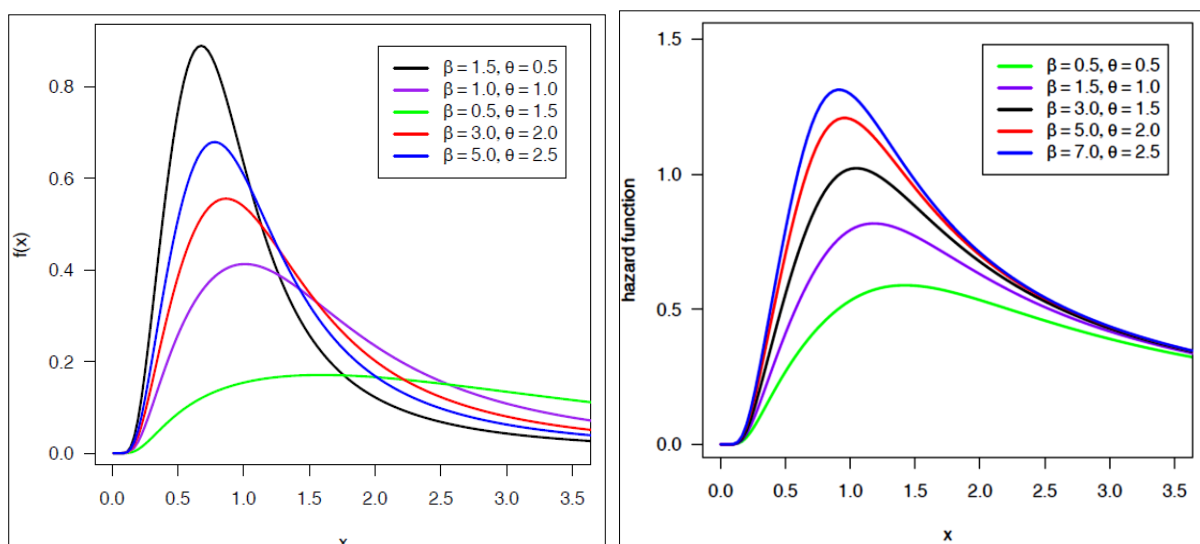 f(x)
0.8
0.6
0.4
0.2
0.0
β = 1.5, θ = 0.5
β = 1.0, θ = 1.0
β = 0.5, θ = 1.5
β = 3.0, θ = 2.0
β = 5.0, θ = 2.5
0.0 0.5 1.0 1.5 2.0 2.5 3.0 3.5
x
hazard function
1.5
1.0
0.5
0.0
β = 0.5, θ = 0.5
β = 1.5, θ = 1.0
β = 3.0, θ = 1.5
β = 5.0, θ = 2.0
β = 7.0, θ = 2.5
0.0 0.5 1.0 1.5 2.0 2.5 3.0 3.5
x